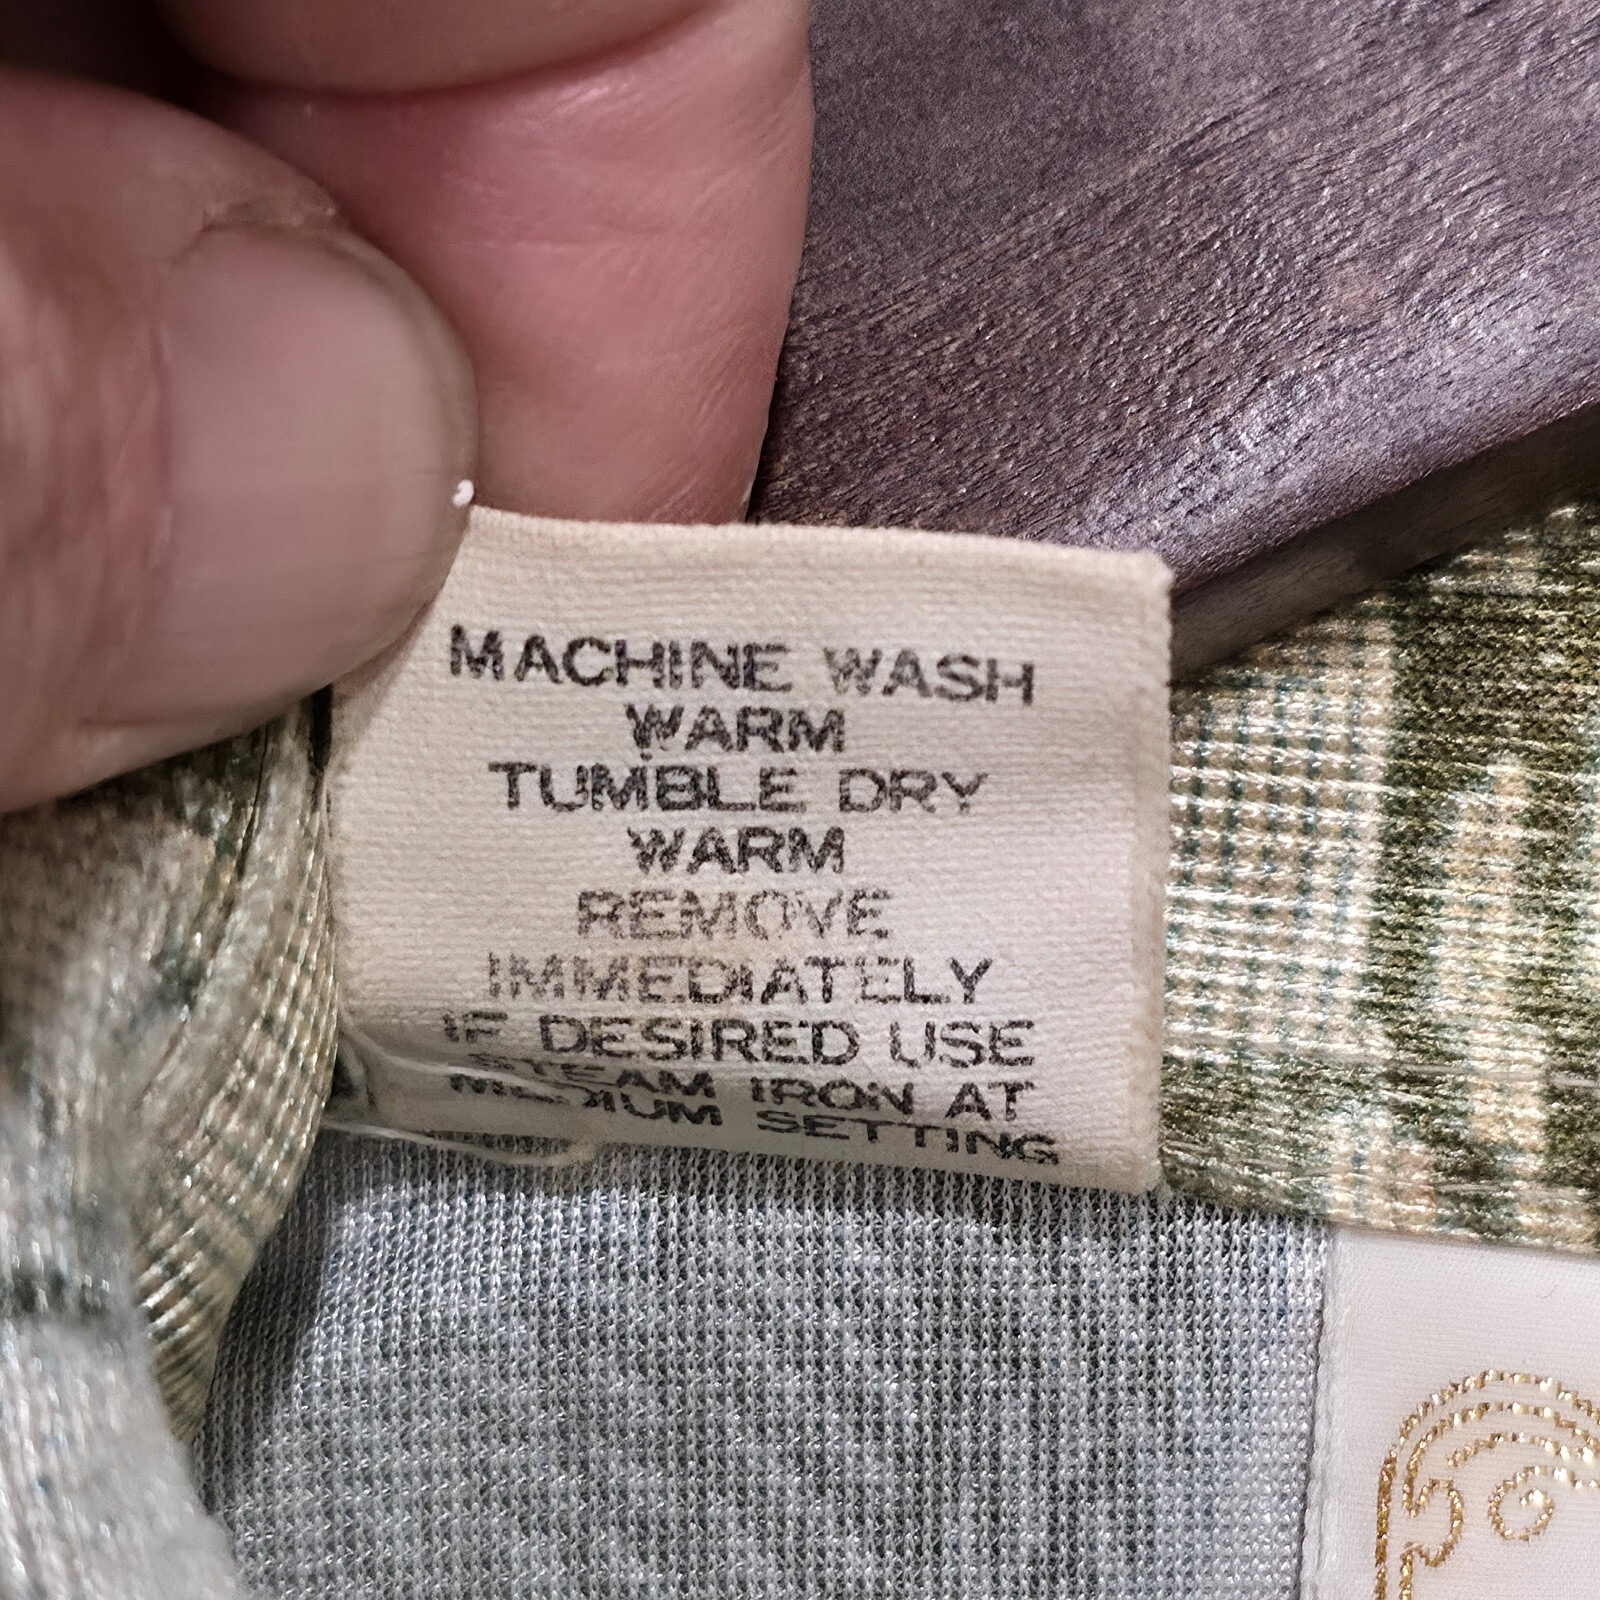 MACHINE WASH
WARM
TUMBLE DRY
WARM
REMOVE
IMMEDIATELY
IF DESIRED USE
STEAM IRON AT
MEDIUM SETTING